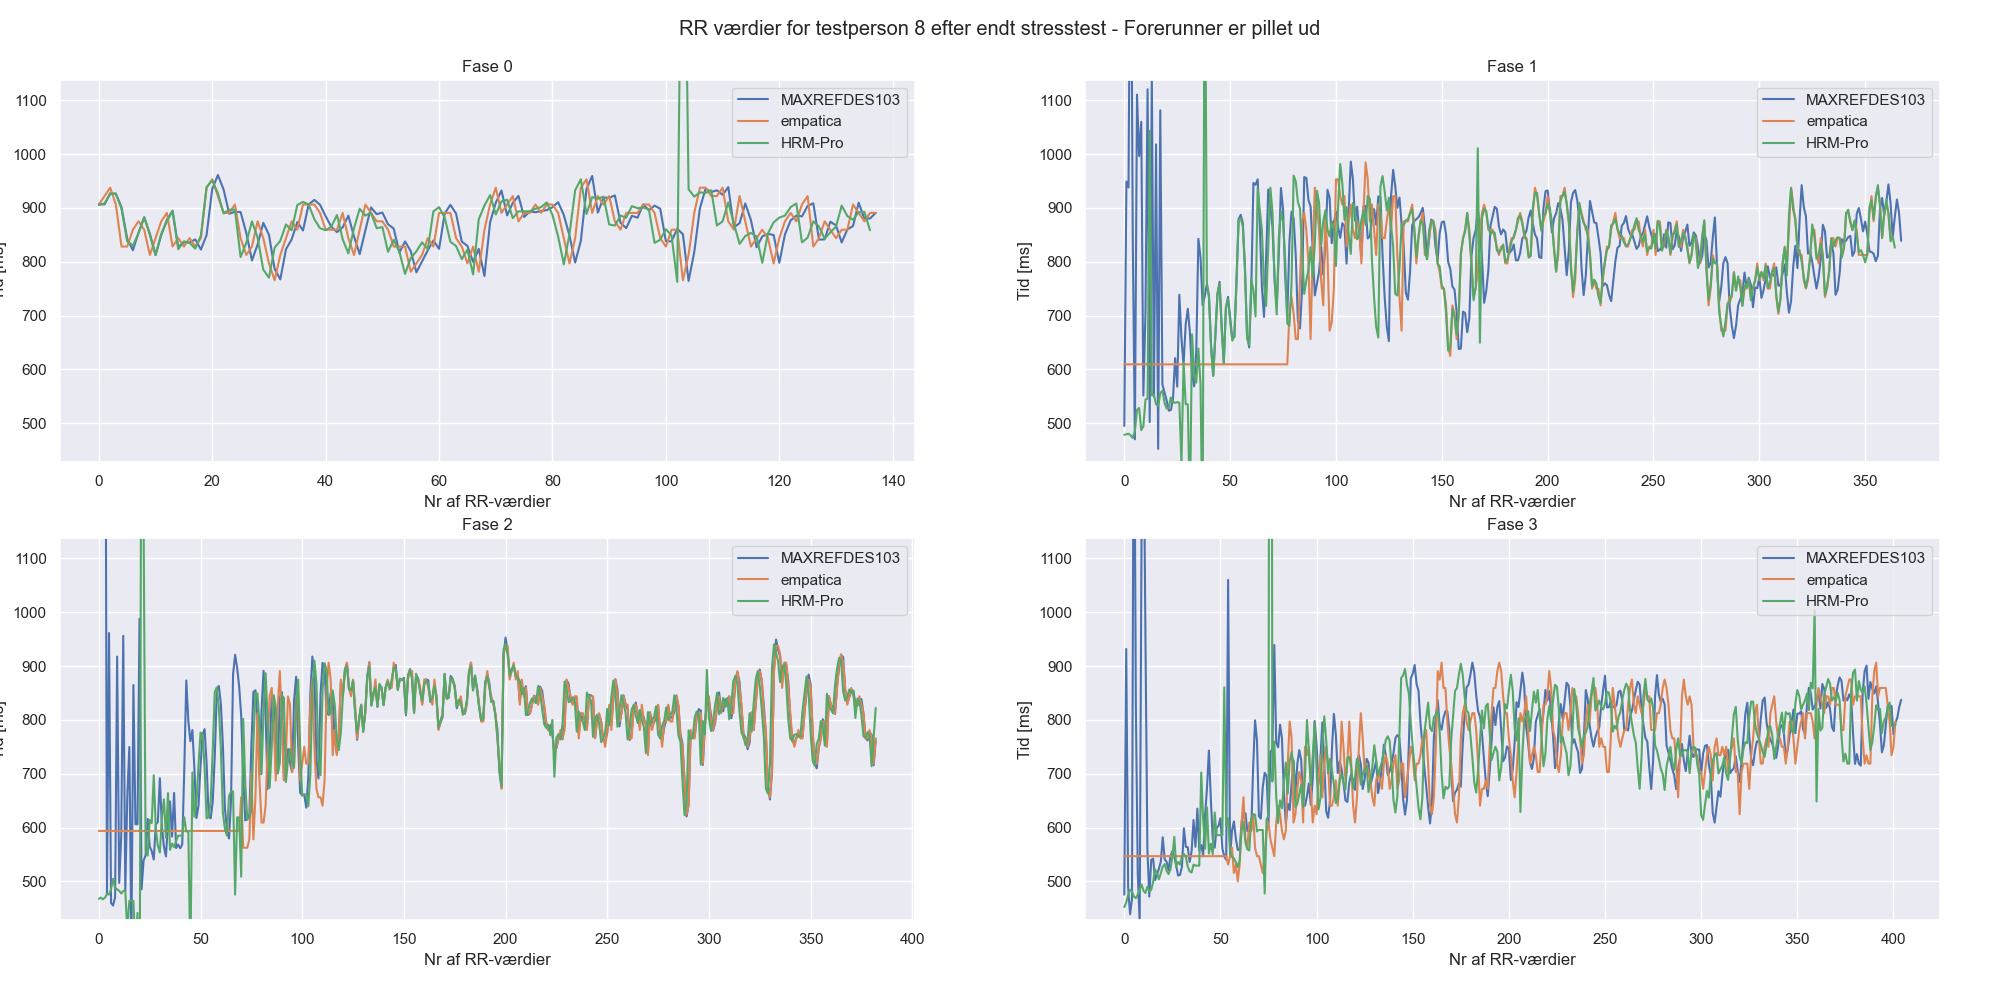 RR værdier for testperson 8 efter endt stresstest - Forerunner er pillet ud
Fase 0
1100
1000
900
800
700
600
500
0 20 40 60 80 100 120 140
Nr af RR-værdier
MAXREFDES103
empatica
HRM-Pro
Fase 1
Tid [ms]
1100
1000
900
800
700
600
500
0 50 100 150 200 250 300 350
Nr af RR-værdier
MAXREFDES103
empatica
HRM-Pro
Fase 2
1100
1000
900
800
700
600
500
0 50 100 150 200 250 300 350 400
Nr af RR-værdier
MAXREFDES103
empatica
HRM-Pro
Fase 3
Tid [ms]
1100
1000
900
800
700
600
500
0 50 100 150 200 250 300 350 400
Nr af RR-værdier
MAXREFDES103
empatica
HRM-Pro